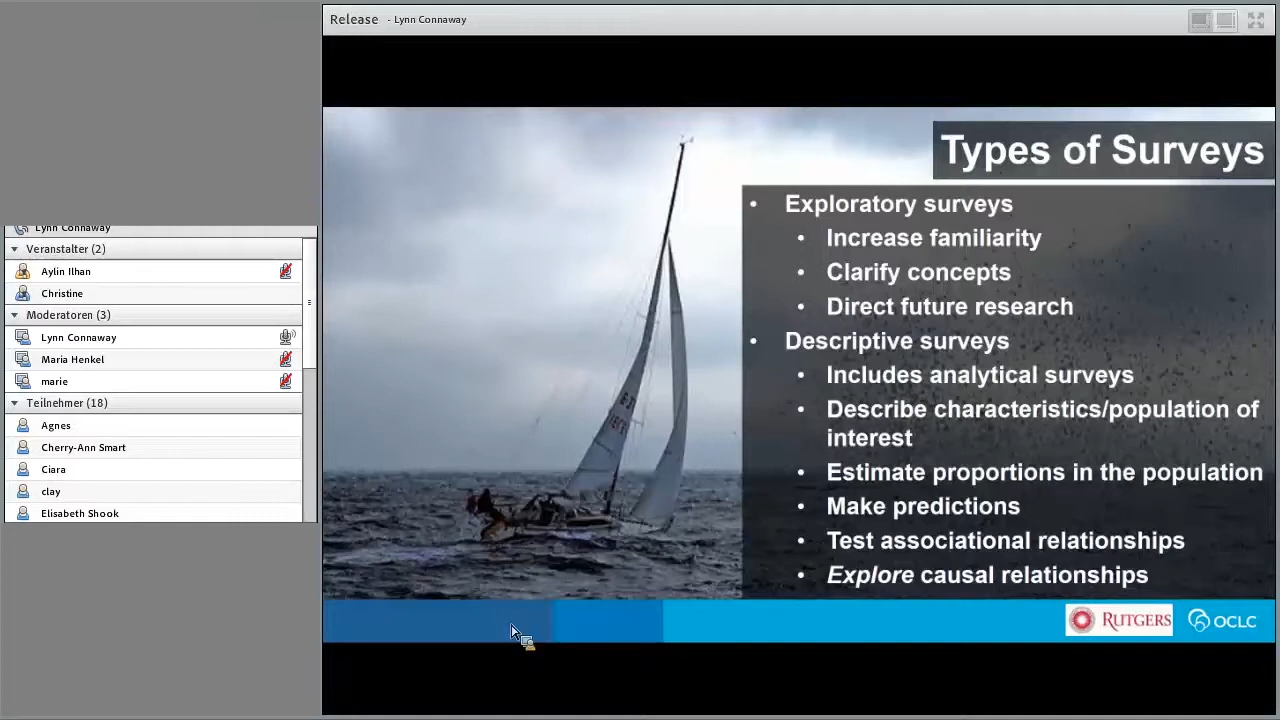 Release - Lynn Connaway
Lynn Connaway
Veranstalter (2)
Aylin Ilhan
Christine
Moderatoren (3)
Lynn Connaway
Maria Henkel
marie
Teilnehmer (18)
Agnes
Cherry-Ann Smart
Ciara
clay
Elisabeth Shook
Types of Surveys
• Exploratory surveys
• Increase familiarity
• Clarify concepts
• Direct future research
• Descriptive surveys
• Includes analytical surveys
• Describe characteristics/population of
interest
• Estimate proportions in the population
• Make predictions
• Test associational relationships
• Explore causal relationships
RUTGERS
OCLC